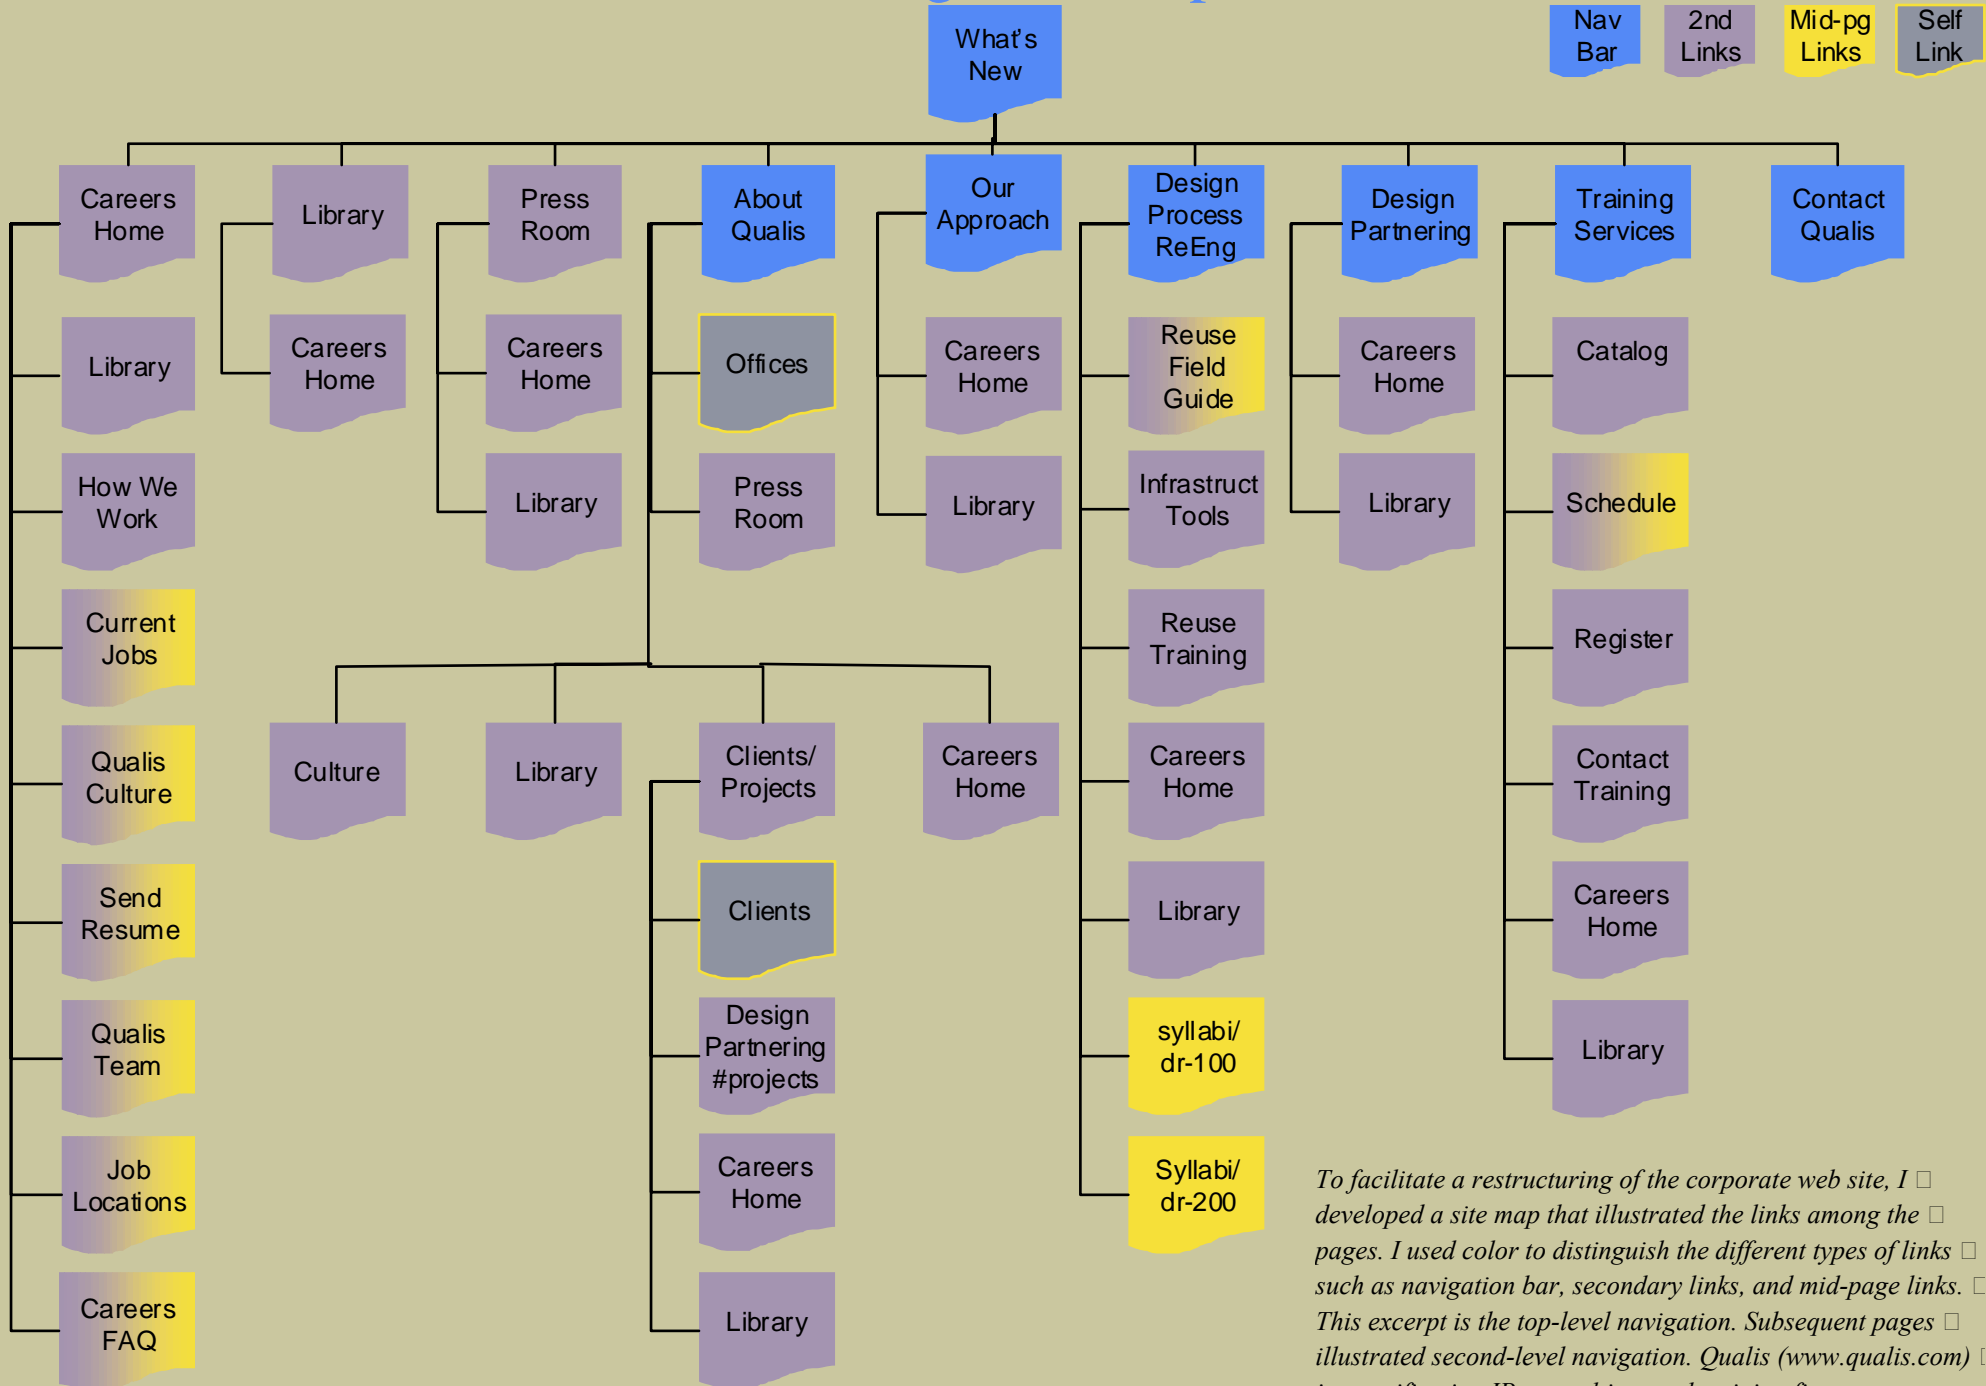 What's
New
Nav
Bar
2nd
Links
Mid-pg
Links
Self
Link
Careers
Home
Library
Press
Room
About
Qualis
Our
Approach
Design
Process
ReEng
Design
Partnering
Training
Services
Contact
Qualis
Library
How We
Work
Current
Jobs
Qualis
Culture
Send
Resume
Qualis
Team
Job
Locations
Careers
FAQ
Careers
Home
Careers
Home
Library
Offices
Press
Room
Culture
Library
Clients/
Projects
Careers
Home
Clients
Design
Partnering
#projects
Careers
Home
Library
Careers
Home
Library
Reuse
Field
Guide
Infrastruct
Tools
Reuse
Training
Careers
Home
Library
syllabi/
dr-100
Syllabi/
dr-200
Careers
Home
Library
Catalog
Schedule
Register
Contact
Training
Careers
Home
Library
To facilitate a restructuring of the corporate web site, I
developed a site map that illustrated the links among the
pages. I used color to distinguish the different types of links
such as navigation bar, secondary links, and mid-page links.
This excerpt is the top-level navigation. Subsequent pages
illustrated second-level navigation. Qualis (www.qualis.com)